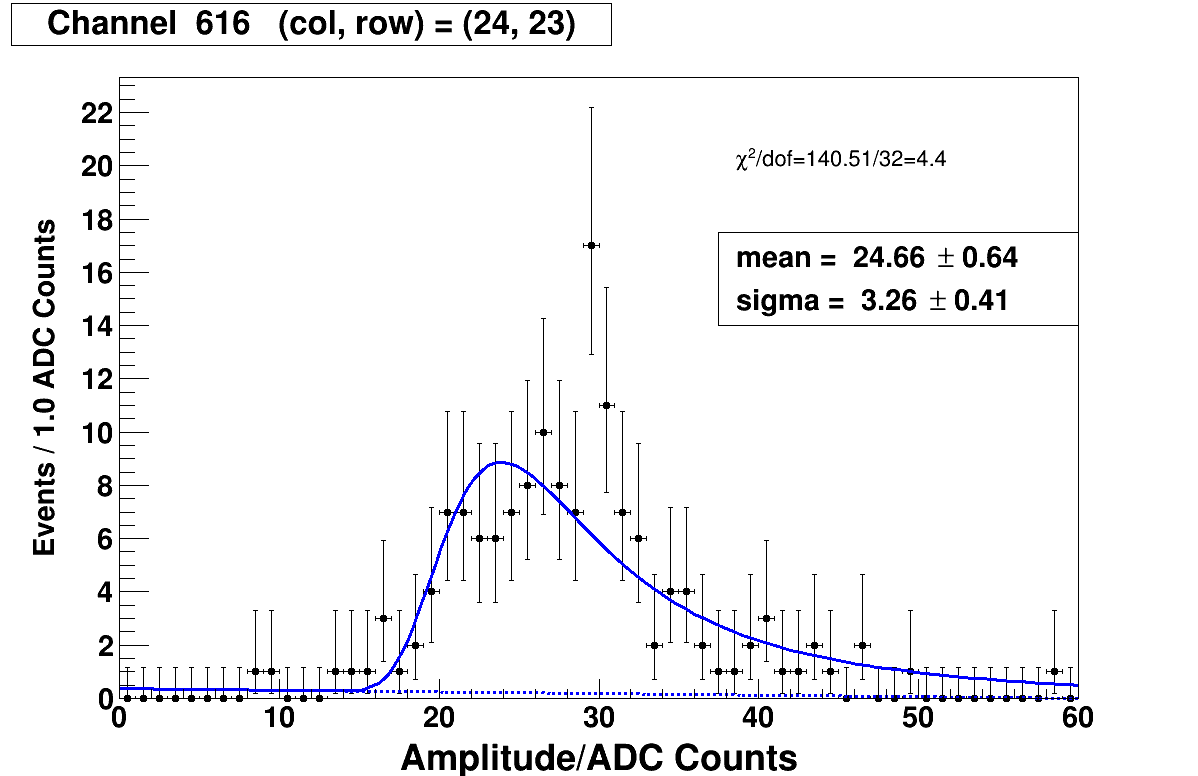 Channel 616 (col, row) = (24, 23)
22
20
18
16
14
12
10
8
6
4
2
0
Events / 1.0 ADC Counts
χ²/dof=140.51/32=4.4
mean = 24.66 ± 0.64
sigma = 3.26 ± 0.41
0 10 20 30 40 50 60
Amplitude/ADC Counts